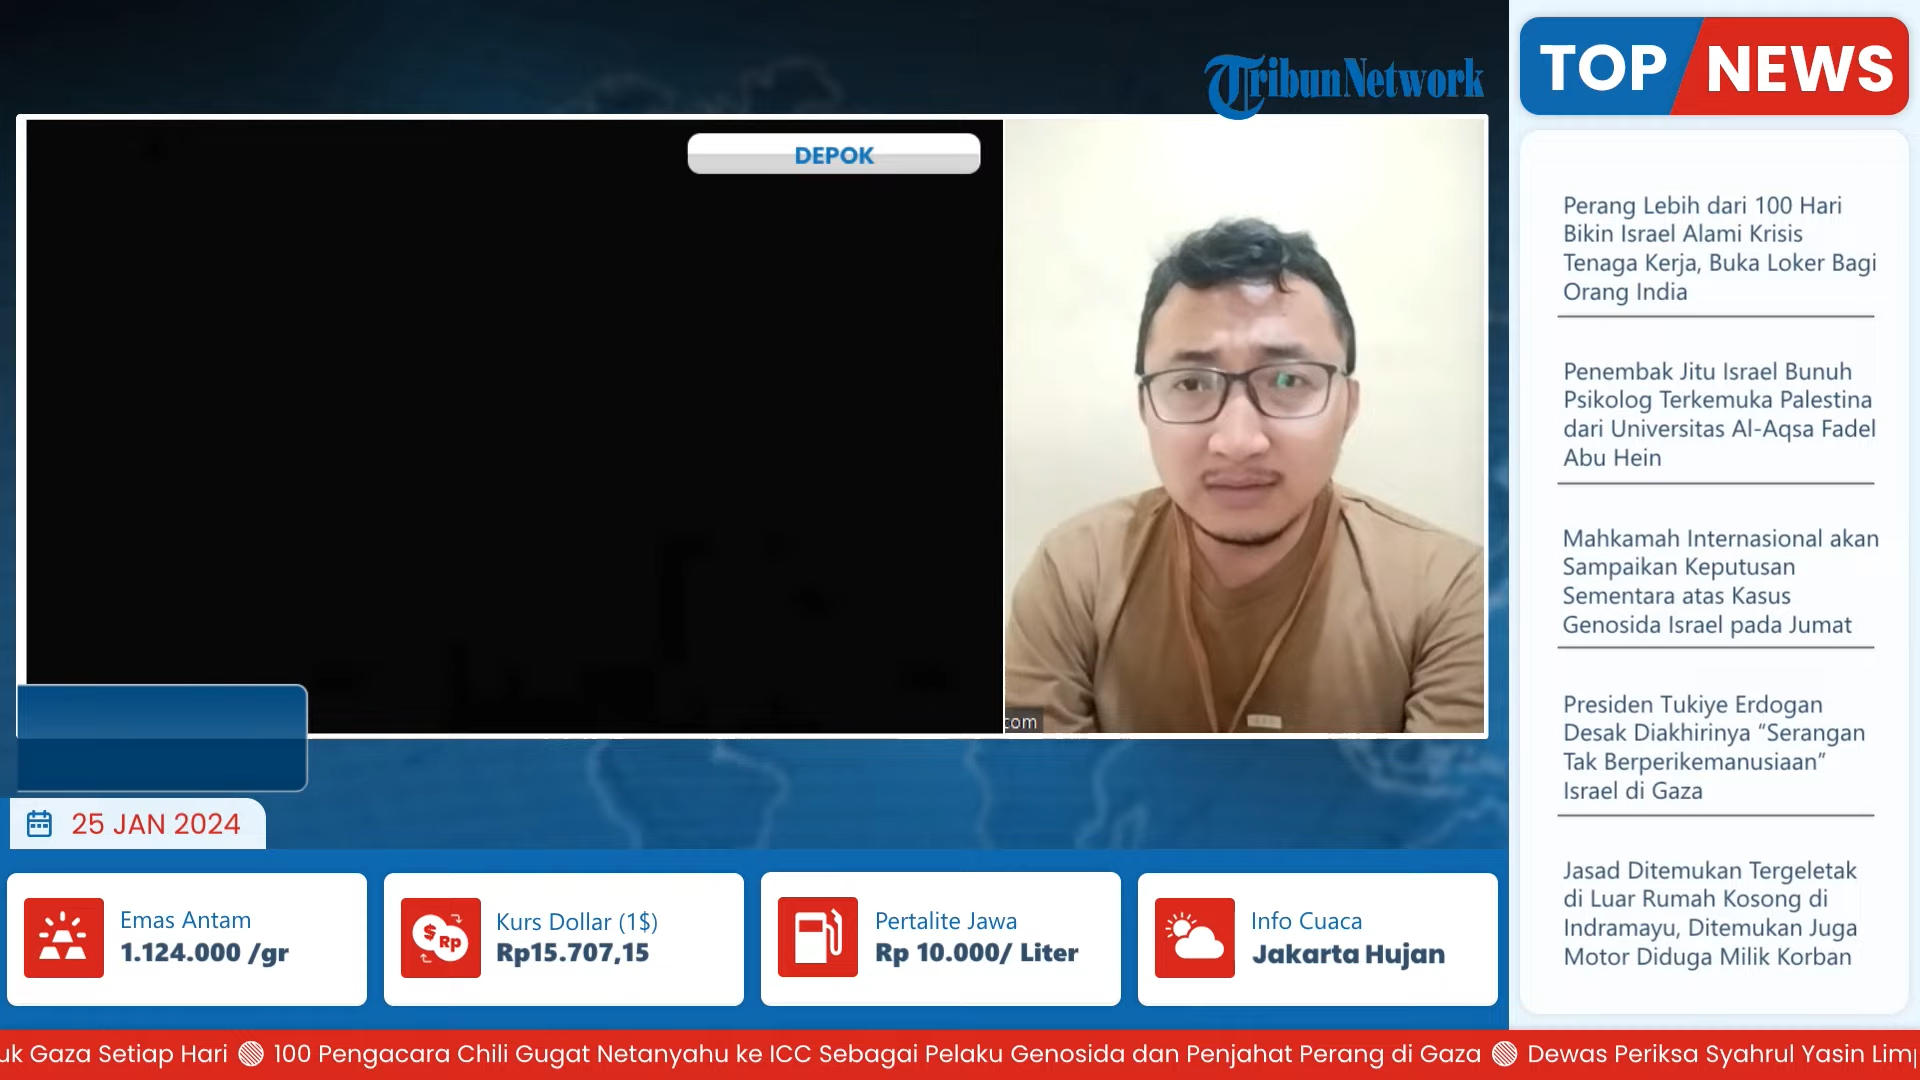 TribunNetwork
DEPOK
com
25 JAN 2024
Emas Antam
1.124.000 /gr
Kurs Dollar (1$)
Rp15.707,15
Pertalite Jawa
Rp 10.000/ Liter
Info Cuaca
Jakarta Hujan
TOP NEWS
Perang Lebih dari 100 Hari
Bikin Israel Alami Krisis
Tenaga Kerja, Buka Loker Bagi
Orang India
Penembak Jitu Israel Bunuh
Psikolog Terkemuka Palestina
dari Universitas Al-Aqsa Fadel
Abu Hein
Mahkamah Internasional akan
Sampaikan Keputusan
Sementara atas Kasus
Genosida Israel pada Jumat
Presiden Tukiye Erdogan
Desak Diakhirinya “Serangan
Tak Berperikemanusiaan”
Israel di Gaza
Jasad Ditemukan Tergeletak
di Luar Rumah Kosong di
Indramayu, Ditemukan Juga
Motor Diduga Milik Korban
uk Gaza Setiap Hari 100 Pengacara Chili Gugat Netanyahu ke ICC Sebagai Pelaku Genosida dan Penjahat Perang di Gaza Dewas Periksa Syahrul Yasin Lim